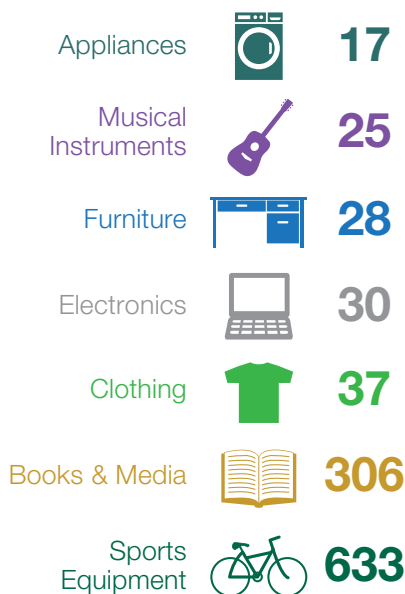 Appliances 17
Musical
Instruments 25
Furniture 28
Electronics 30
Clothing 37
Books & Media 306
Sports
Equipment 633